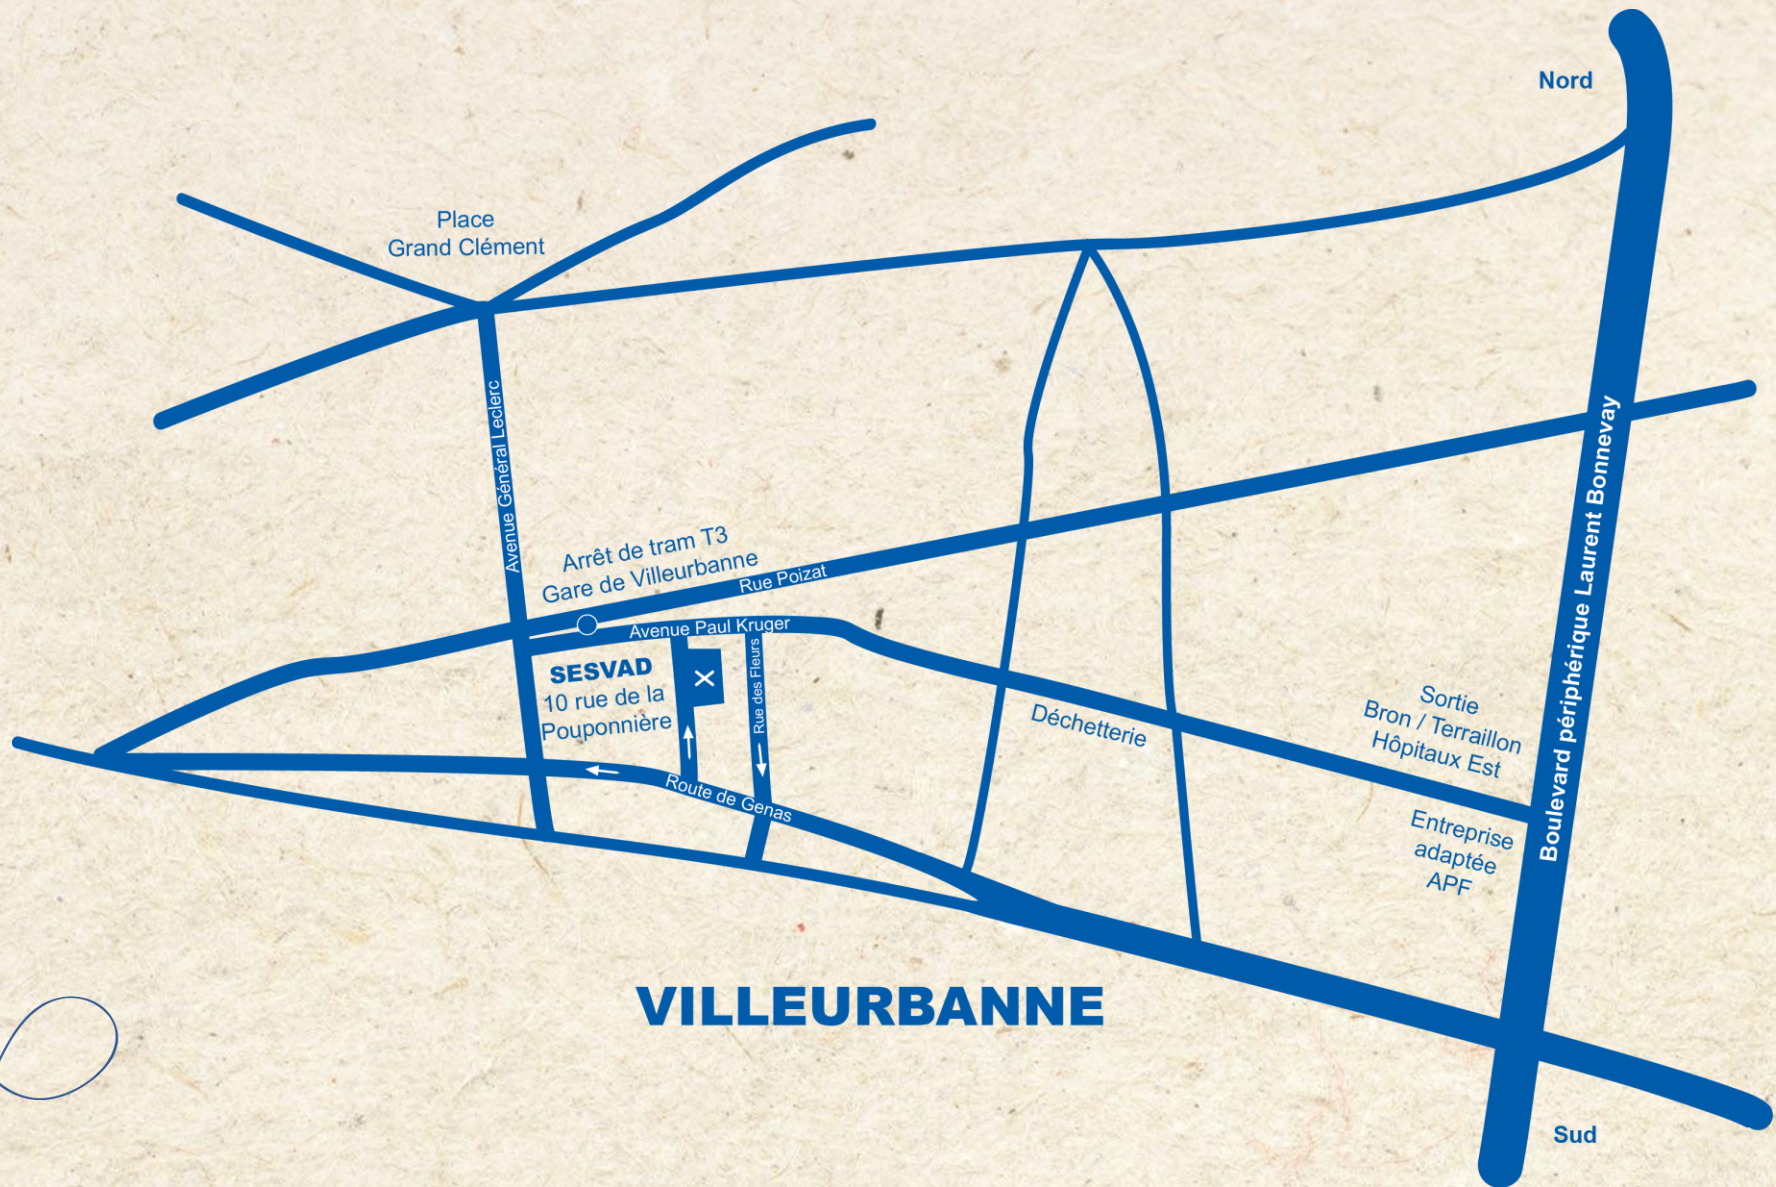 Nord
Place
Grand Clément
Avenue Général Leclerc
Boulevard périphérique Laurent Bonnevay
Arrêt de tram T3
Gare de Villeurbanne
Rue Poizat
Avenue Paul Kruger
SESVAD
10 rue de la
Pouponnière
X
Rue des Fleurs
Route de Genas
Déchetterie
Sortie
Bron / Terraillon
Hôpitaux Est
Entreprise
adaptée
APF
VILLEURBANNE
Sud